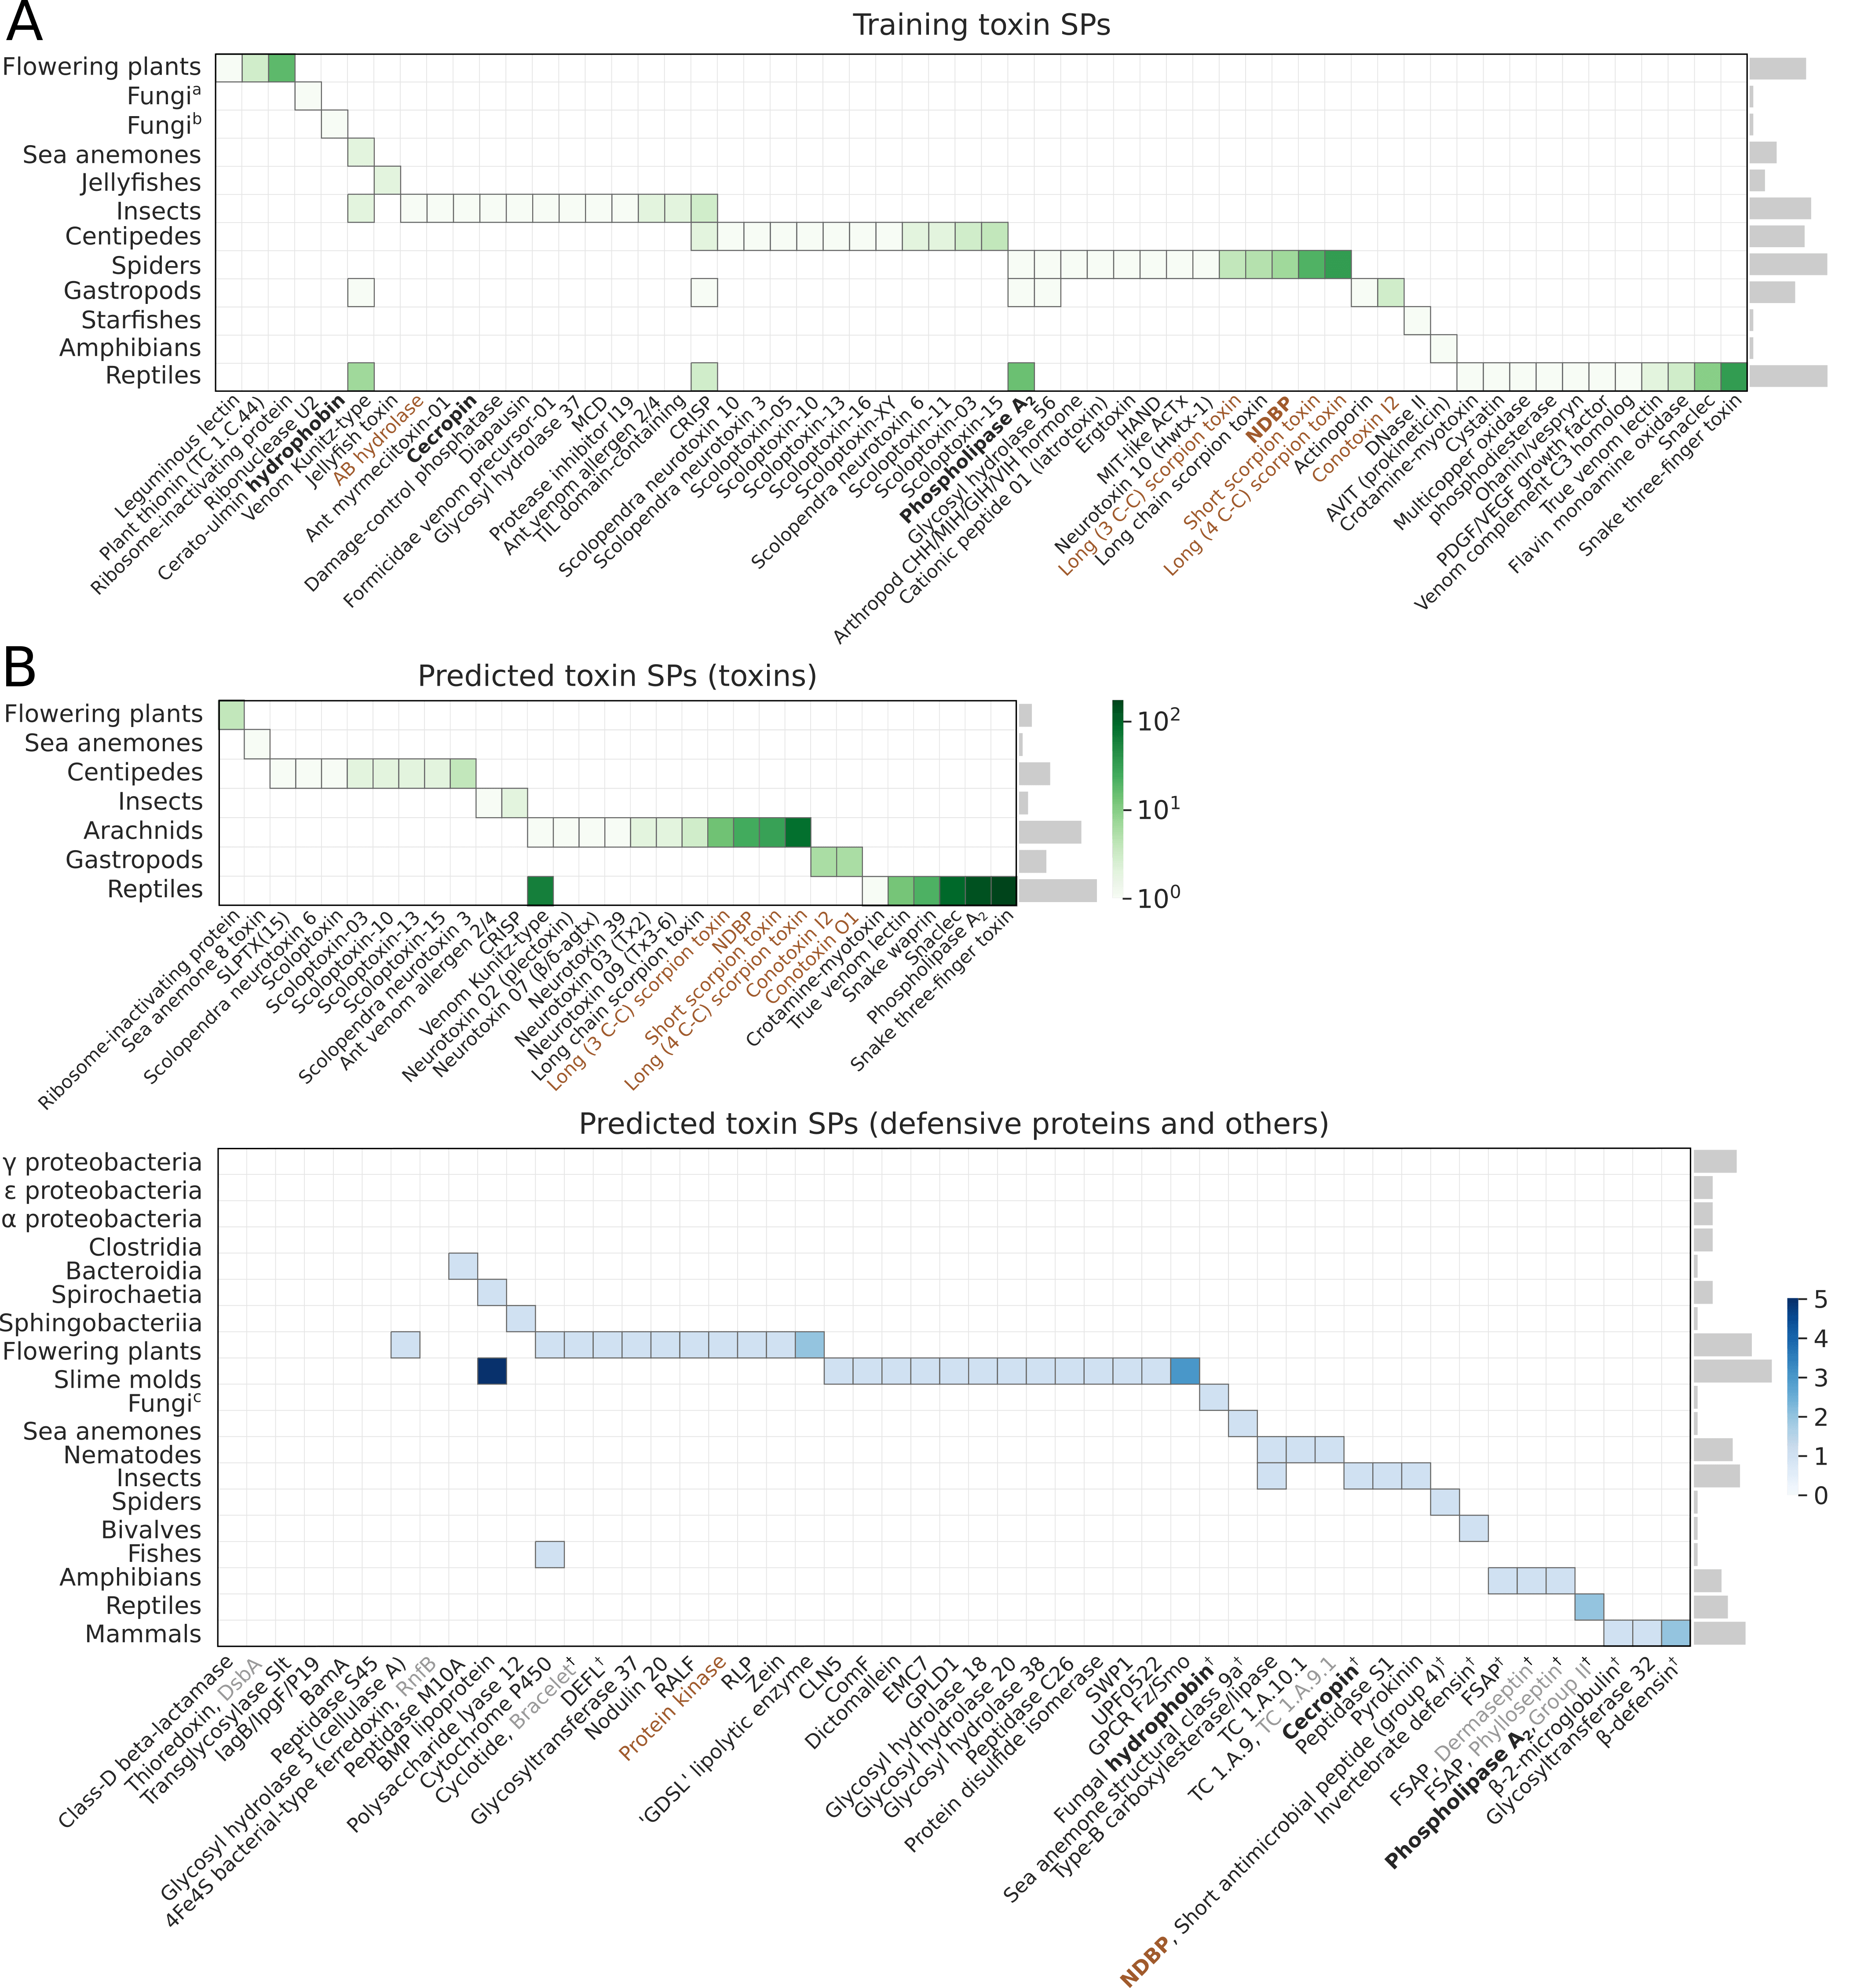 A
Training toxin SPs
Flowering plants
Fungiᵃ
Fungiᵇ
Sea anemones
Jellyfishes
Insects
Centipedes
Spiders
Gastropods
Starfishes
Amphibians
Reptiles
Leguminous lectin
Plant thionin (TC 1.C.44)
Ribosome-inactivating protein
Ribonuclease U2
Cerato-ulmin hydrophobin
Venom Kunitz-type
Jellyfish toxin
AB hydrolase
Ant myrmeciitoxin-01
Cecropin
Damage-control phosphatase
Diapausin
Formicidae venom precursor-01
Glycosyl hydrolase 37
MCD
Protease inhibitor I19
Ant venom allergen 2/4
TIL domain-containing
CRISP
Scolopendra neurotoxin 10
Scolopendra neurotoxin 3
Scoloptoxin-05
Scoloptoxin-10
Scoloptoxin-13
Scoloptoxin-16
Scoloptoxin-XY
Scolopendra neurotoxin 6
Scoloptoxin-11
Scoloptoxin-03
Scoloptoxin-15
Phospholipase A₂
Glycosyl hydrolase 56
Arthropod CHH/MIH/GIH/VIH hormone
Cationic peptide 01 (latrotoxin)
Ergtoxin
HAND
MIT-like AcTx
Neurotoxin 10 (Hwtx-1)
Long (3 C-C) scorpion toxin
Long chain scorpion toxin
NDBP
Short scorpion toxin
Long (4 C-C) scorpion toxin
Actinoporin
Conotoxin I2
DNase II
AVIT (prokineticin)
Crotamine-myotoxin
Cystatin
Multicopper oxidase
phosphodiesterase
Ohanin/vespryn
PDGF/VEGF growth factor
Venom complement C3 homolog
True venom lectin
Flavin monoamine oxidase
Snaclec
Snake three-finger toxin
B
Predicted toxin SPs (toxins)
Flowering plants
Sea anemones
Centipedes
Insects
Arachnids
Gastropods
Reptiles
10²
10¹
10⁰
Ribosome-inactivating protein
Sea anemone 8 toxin
SLPTX(15)
Scolopendra neurotoxin 6
Scoloptoxin
Scoloptoxin-03
Scoloptoxin-10
Scoloptoxin-13
Scoloptoxin-15
Scolopendra neurotoxin 3
Ant venom allergen 2/4
CRISP
Venom Kunitz-type
Neurotoxin 02 (plectoxin)
Neurotoxin 07 (β/δ-agtx)
Neurotoxin 39
Neurotoxin 03 (Tx2)
Neurotoxin 09 (Tx3-6)
Long chain scorpion toxin
Long (3 C-C) scorpion toxin
NDBP
Short scorpion toxin
Long (4 C-C) scorpion toxin
Conotoxin I2
Conotoxin O1
Crotamine-myotoxin
True venom lectin
Snake waprin
Snaclec
Phospholipase A₂
Snake three-finger toxin
Predicted toxin SPs (defensive proteins and others)
γ proteobacteria
ε proteobacteria
α proteobacteria
Clostridia
Bacteroidia
Spirochaetia
Sphingobacteriia
Flowering plants
Slime molds
Fungiᶜ
Sea anemones
Nematodes
Insects
Spiders
Bivalves
Fishes
Amphibians
Reptiles
Mammals
5
4
3
2
1
0
Class-D beta-lactamase
Thioredoxin, DsbA
Transglycosylase Slt
IagB/IpgF/P19
BamA
Peptidase S45
Glycosyl hydrolase 5 (cellulase A)
4Fe4S bacterial-type ferredoxin, RnfB
Peptidase M10A
BMP lipoprotein
Polysaccharide lyase 12
Cytochrome P450
Cyclotide, Bracelet†
DEFL†
Glycosyltransferase 37
Nodulin 20
RALF
Protein kinase
RLP
Zein
'GDSL' lipolytic enzyme
CLN5
ComF
Dictomallein
EMC7
GPLD1
Glycosyl hydrolase 18
Glycosyl hydrolase 20
Glycosyl hydrolase 38
Peptidase C26
Protein disulfide isomerase
SWP1
UPF0522
GPCR Fz/Smo
Fungal hydrophobin†
Sea anemone structural class 9a†
Type-B carboxylesterase/lipase
TC 1.A.10.1
TC 1.A.9, TC 1.A.9.1
Cecropin†
Peptidase S1
Pyrokinin
NDBP, Short antimicrobial peptide (group 4)†
Invertebrate defensin†
FSAP†
FSAP, Dermaseptin†
FSAP, Phylloseptin†
Phospholipase A₂, Group II†
β-2-microglobulin†
Glycosyltransferase 32
β-defensin†